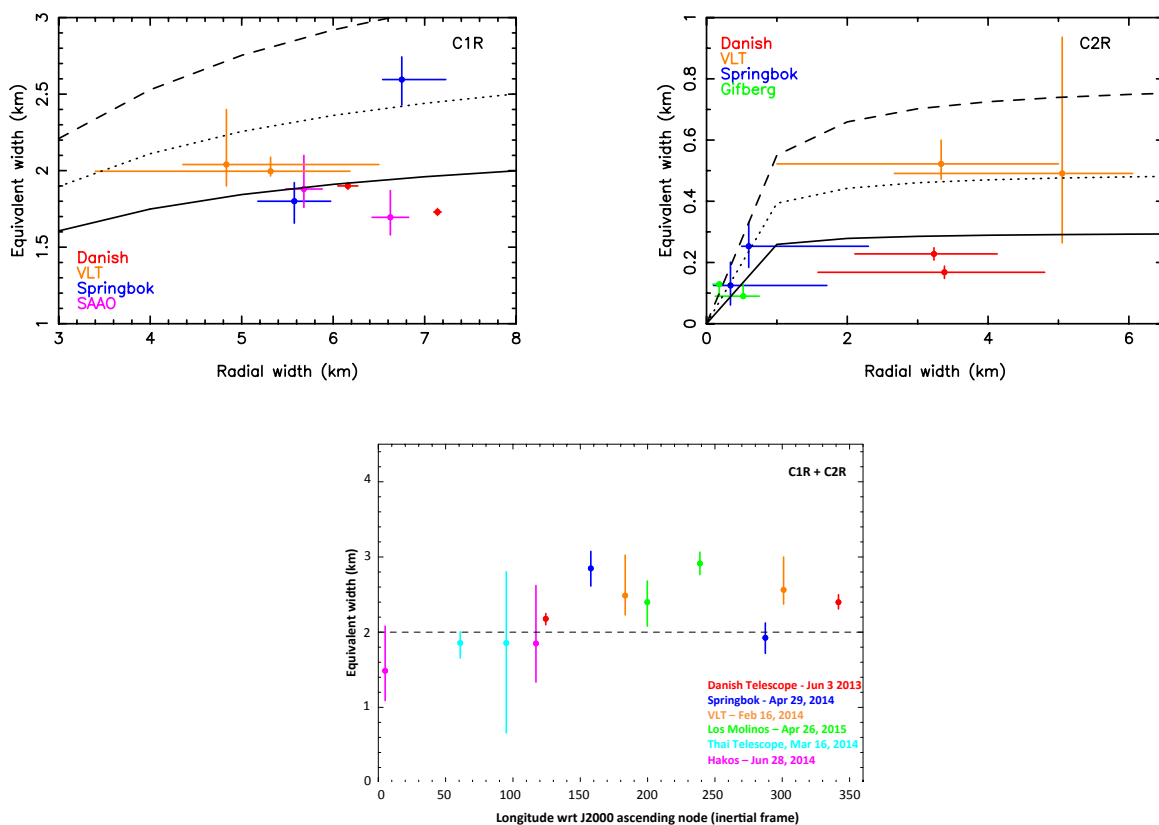 C1R
Equivalent width (km)
3
2.5
2
1.5
1
Danish
VLT
Springbok
SAAO
3 4 5 6 7 8
Radial width (km)
C2R
Danish
VLT
Springbok
Gifberg
Equivalent width (km)
1
0.8
0.6
0.4
0.2
0
0 2 4 6
Radial width (km)
C1R + C2R
Equivalent width (km)
4
3
2
1
0
Danish Telescope - Jun 3 2013
Springbok - Apr 29, 2014
VLT – Feb 16, 2014
Los Molinos – Apr 26, 2015
Thai Telescope, Mar 16, 2014
Hakos – Jun 28, 2014
0 50 100 150 200 250 300 350
Longitude wrt J2000 ascending node (inertial frame)